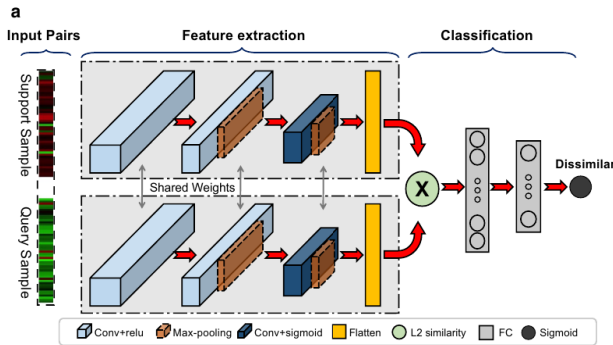 a
Input Pairs
Feature extraction
Classification
Support Sample
Shared Weights
Query Sample
X
Dissimilar
Conv+relu
Max-pooling
Conv+sigmoid
Flatten
L2 similarity
FC
Sigmoid